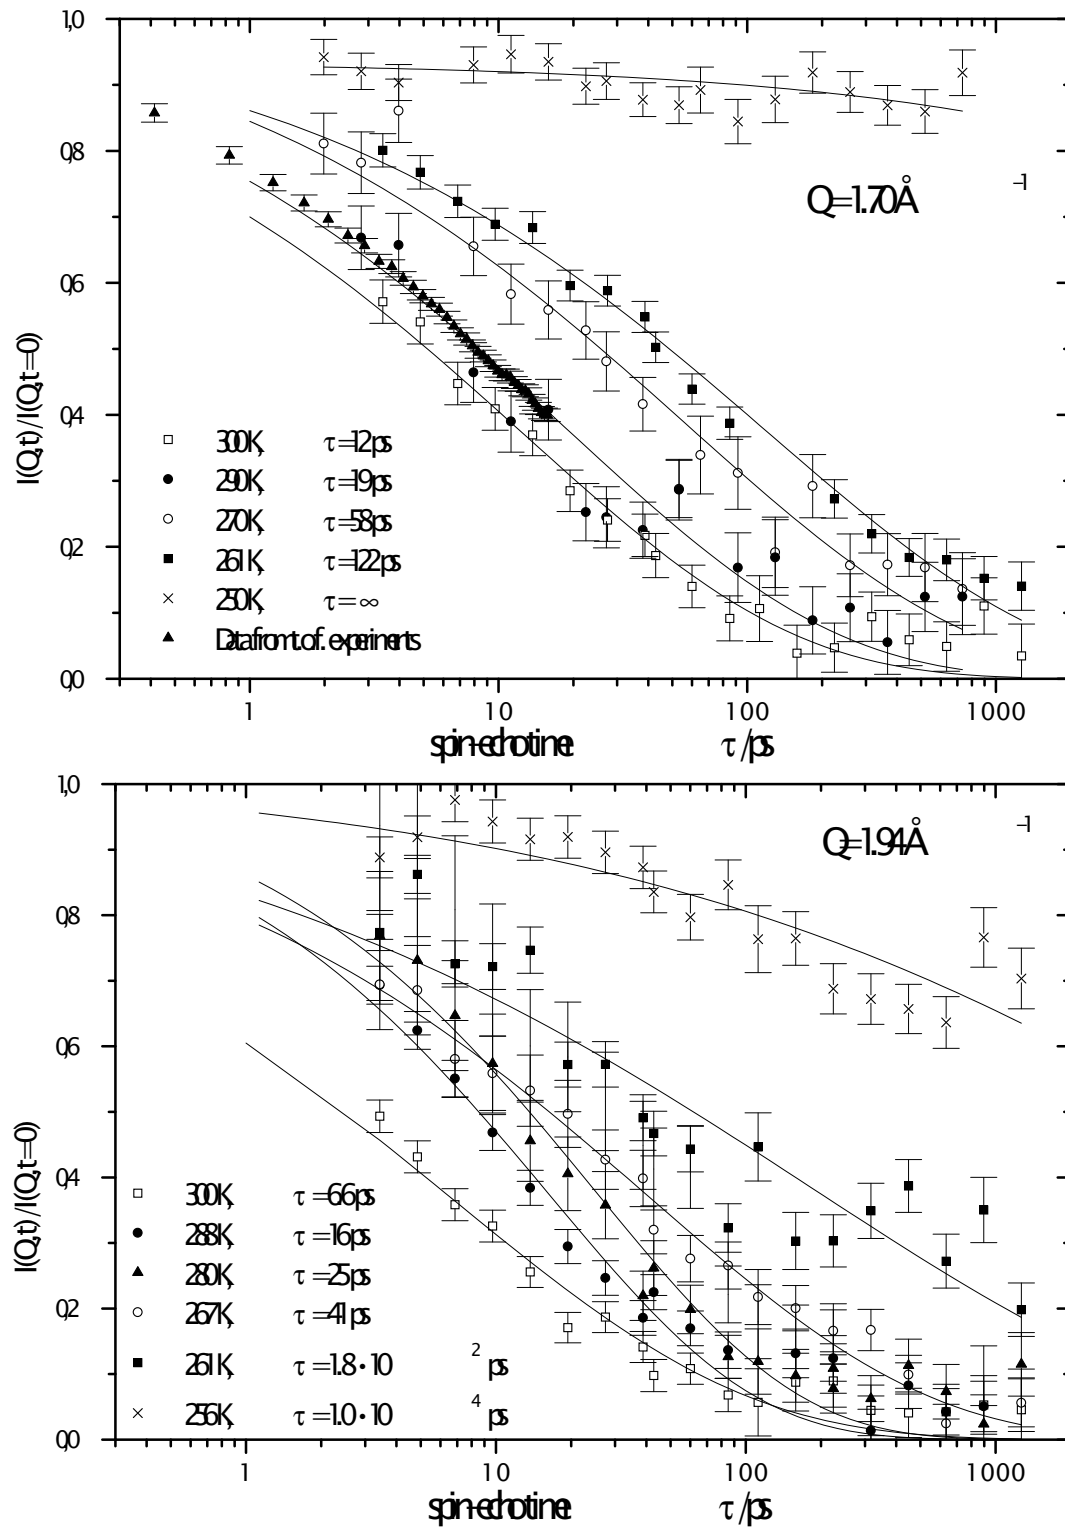 1,0
0,8
0,6
0,4
0,2
0,0
I(Q,t)/I(Q,t=0)
Q=1.70Å⁻¹
300K, τ=12ps
290K, τ=19ps
270K, τ=58ps
261K, τ=122ps
250K, τ=∞
Data from t.o.f. experiments
1 10 100 1000
spin-echo time τ/ps
1,0
0,8
0,6
0,4
0,2
0,0
I(Q,t)/I(Q,t=0)
Q=1.94Å⁻¹
300K, τ=6.6ps
288K, τ=16ps
280K, τ=25ps
267K, τ=41ps
261K, τ=1.8·10² ps
256K, τ=1.0·10⁴ ps
1 10 100 1000
spin-echo time τ/ps